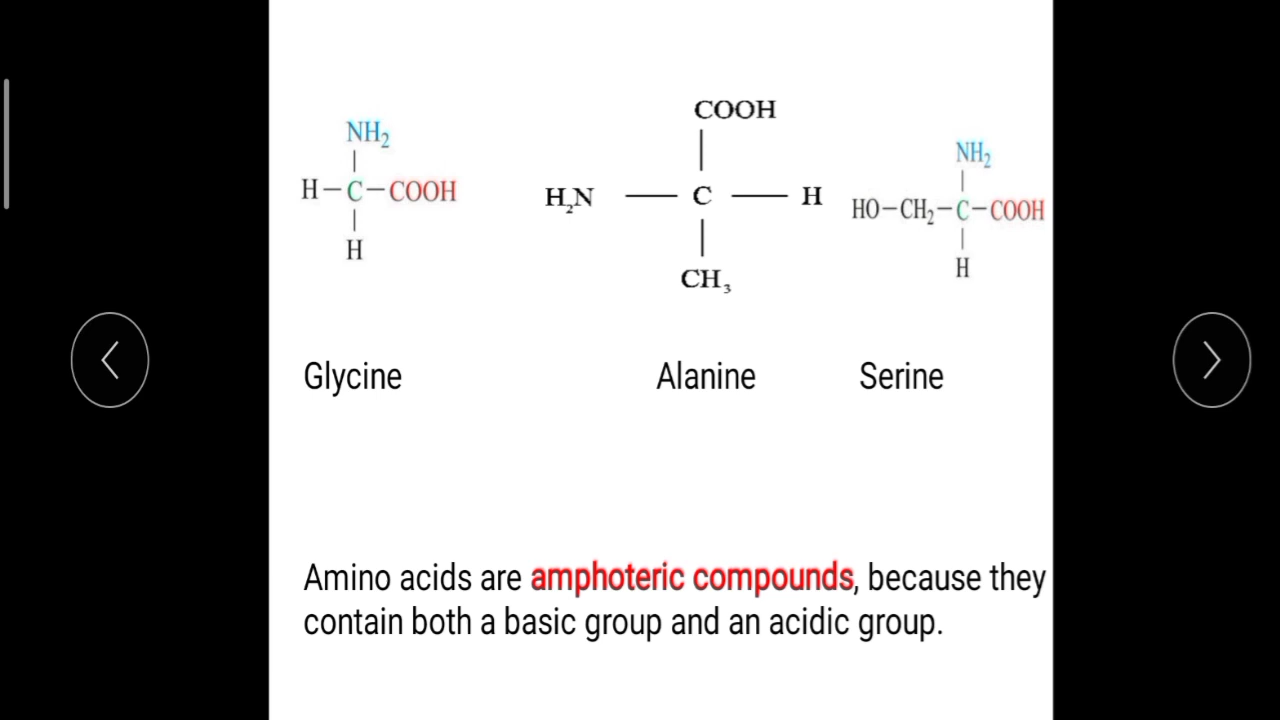 NH₂
H–C–COOH
H
COOH
H₂N — C — H
CH₃
NH₂
HO–CH₂–C–COOH
H
Glycine
Alanine
Serine
Amino acids are amphoteric compounds, because they
contain both a basic group and an acidic group.